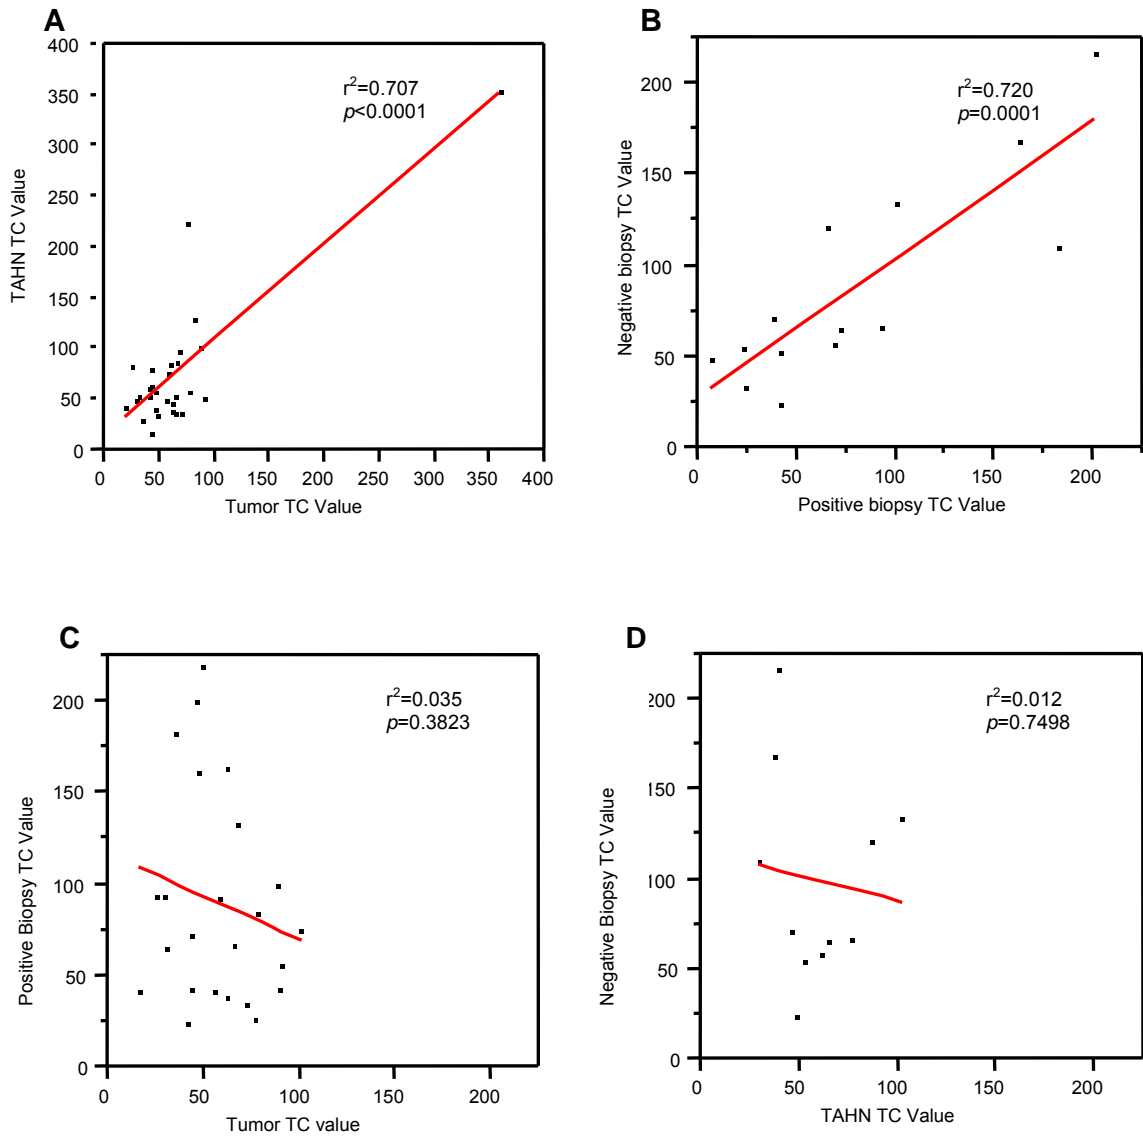 A
400
350
300
250
200
150
100
50
0
r²=0.707
p<0.0001
TAHN TC Value
0 50 100 150 200 250 300 350 400
Tumor TC Value
B
200
150
100
50
0
r²=0.720
p=0.0001
Negative biopsy TC Value
0 50 100 150 200
Positive biopsy TC Value
C
200
150
100
50
0
r²=0.035
p=0.3823
Positive Biopsy TC Value
0 50 100 150 200
Tumor TC value
D
200
150
100
50
0
r²=0.012
p=0.7498
Negative Biopsy TC Value
0 50 100 150 200
TAHN TC Value